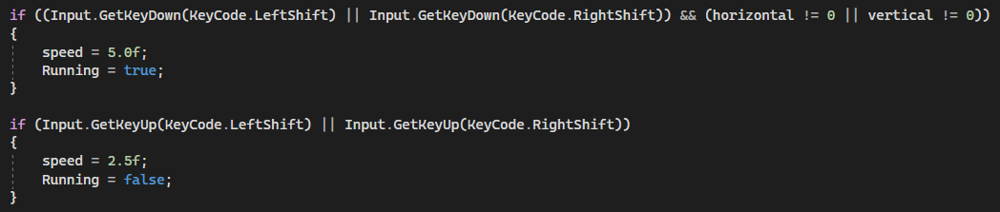 if ((Input.GetKeyDown(KeyCode.LeftShift) || Input.GetKeyDown(KeyCode.RightShift)) && (horizontal != 0 || vertical != 0))
{
    speed = 5.0f;
    Running = true;
}

if (Input.GetKeyUp(KeyCode.LeftShift) || Input.GetKeyUp(KeyCode.RightShift))
{
    speed = 2.5f;
    Running = false;
}